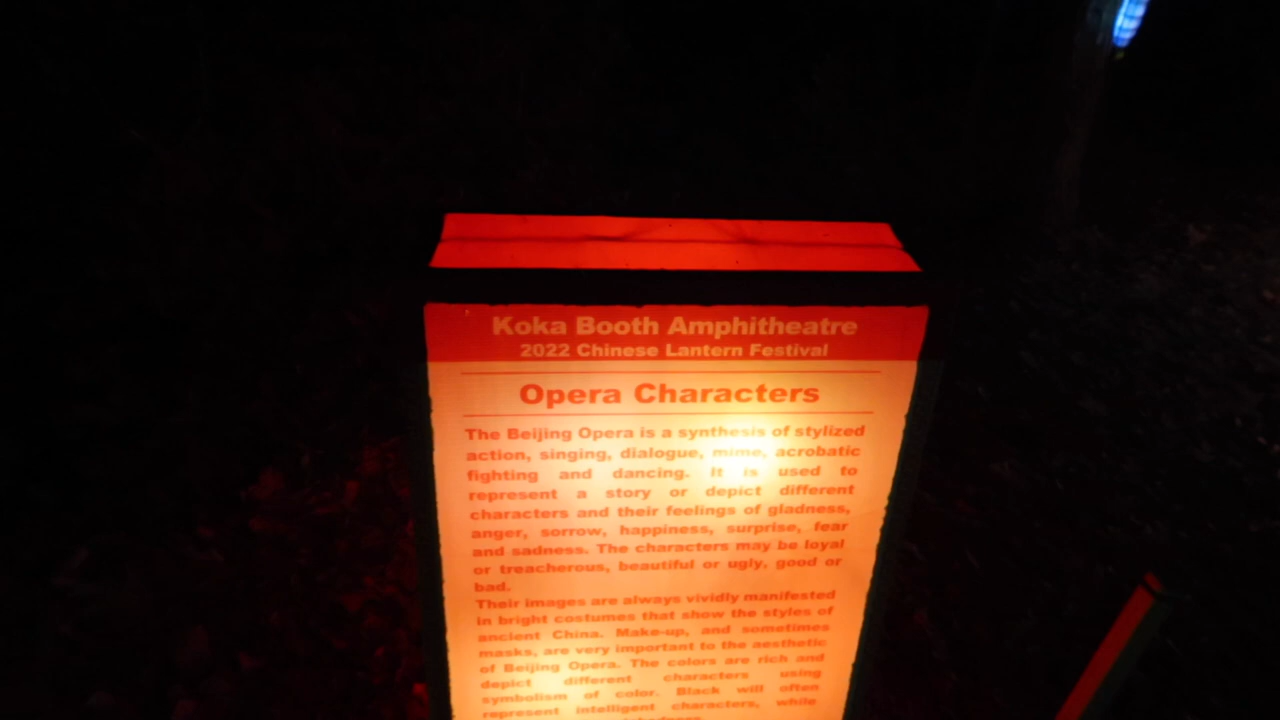 Koka Booth Amphitheatre
2022 Chinese Lantern Festival
Opera Characters
The Beijing Opera is a synthesis of stylized
action, singing, dialogue, mime, acrobatic
fighting and dancing. It is used to
represent a story or depict different
characters and their feelings of gladness,
anger, sorrow, happiness, surprise, fear
and sadness. The characters may be loyal
or treacherous, beautiful or ugly, good or
bad.
Their images are always vividly manifested
in bright costumes that show the styles of
ancient China. Make-up, and sometimes
masks, are very important to the aesthetic
of Beijing Opera. The colors are rich and
depict different characters using
symbolism of color. Black will often
represent intelligent characters, while